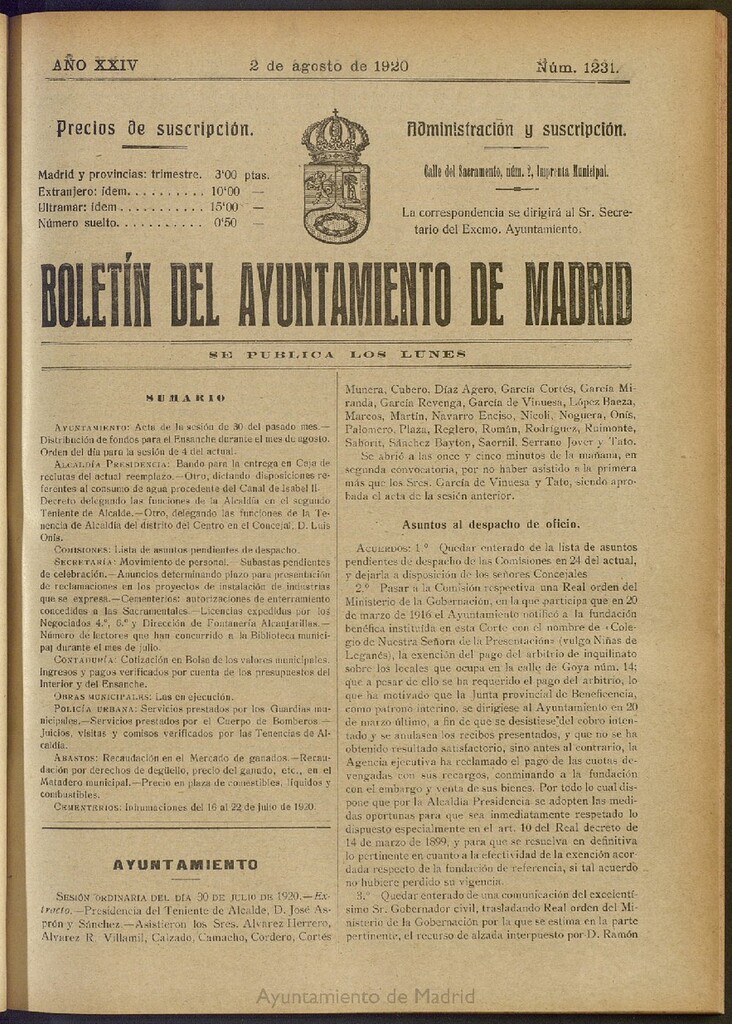 AÑO XXIV
2 de agosto de 1920
Núm. 1231.
Precios de suscripción.
Madrid y provincias: trimestre. 3'00 ptas.
Extranjero: ídem. . . . . . . . . . 10'00 —
Ultramar: ídem . . . . . . . . . . . 15'00 —
Número suelto. . . . . . . . . . . 0'50 —
Administración y suscripción.
Calle del Sacramento, núm. 2, Imprenta Municipal.
La correspondencia se dirigirá al Sr. Secre-
tario del Excmo. Ayuntamiento.
BOLETÍN DEL AYUNTAMIENTO DE MADRID
SE PUBLICA LOS LUNES
SUMARIO
AYUNTAMIENTO: Acta de la sesión de 30 del pasado mes.—
Distribución de fondos para el Ensanche durante el mes de agosto.
Orden del día para la sesión de 4 del actual.
ALCALDÍA PRESIDENCIA: Bando para la entrega en Caja de
reclutas del actual reemplazo.—Otro, dictando disposiciones re-
ferentes al consumo de agua procedente del Canal de Isabel II—
Decreto delegando las funciones de la Alcaldía en el segundo
Teniente de Alcalde.—Otro, delegando las funciones de la Te-
nencia de Alcaldía del distrito del Centro en el Concejal, D. Luis
Onís.
COMISIONES: Lista de asuntos pendientes de despacho.
SECRETARÍA: Movimiento de personal.—Subastas pendientes
de celebración.—Anuncios determinando plazo para presentación
de reclamaciones en los proyectos de instalación de industrias
que se expresa.—Cementerios: autorizaciones de enterramiento
concedidas a las Sacramentales.—Licencias expedidas por los
Negociados 4.º, 5.º y Dirección de Fontanería Alcantarillas.—
Número de lectores que han concurrido a la Biblioteca munici-
pal durante el mes de julio.
CONTADURÍA: Cotización en Bolsa de los valores municipales.
Ingresos y pagos verificados por cuenta de los presupuestos del
Interior y del Ensanche.
OBRAS MUNICIPALES: Las en ejecución.
POLICÍA URBANA: Servicios prestados por los Guardias mu-
nicipales.—Servicios prestados por el Cuerpo de Bomberos.—
Juicios, visitas y comisos verificados por las Tenencias de Al-
caldía.
ABASTOS: Recaudación en el Mercado de ganados.—Recau-
dación por derechos de degüello, precio del ganado, etc., en el
Matadero municipal.—Precio en plaza de comestibles, líquidos y
combustibles.
CEMENTERIOS: Inhumaciones del 16 al 22 de julio de 1920.
AYUNTAMIENTO
SESIÓN ORDINARIA DEL DÍA 30 DE JULIO DE 1920.—Ex-
tracto.—Presidencia del Teniente de Alcalde, D. José As-
prón y Sánchez.—Asistieron los Sres. Alvarez Herrero,
Alvarez R. Villamil, Calzado, Camacho, Cordero, Cortés
Munera, Cubero, Díaz Agero, García Cortés, García Mi-
randa, García Revenga, García de Vinuesa, López Baeza,
Marcos, Martín, Navarro Enciso, Nicoli, Noguera, Onís,
Palomero, Plaza, Reglero, Román, Rodríguez, Ruimonte,
Saborit, Sánchez Bayton, Sacrnil, Serrano Jover y Tato.
Se abrió a las once y cinco minutos de la mañana, en
segunda convocatoria, por no haber asistido a la primera
más que los Sres. García de Vinuesa y Tato, siendo apro-
bada el acta de la sesión anterior.
Asuntos al despacho de oficio.
ACUERDOS: 1.º Quedar enterado de la lista de asuntos
pendientes de despacho de las Comisiones en 24 del actual,
y dejarla a disposición de los señores Concejales
2.º Pasar a la Comisión respectiva una Real orden del
Ministerio de la Gobernación, en la que participa que en 20
de marzo de 1916 el Ayuntamiento notificó a la fundación
benéfica instituída en esta Corte con el nombre de «Cole-
gio de Nuestra Señora de la Presentación» (vulgo Niñas de
Leganés), la exención del pago del arbitrio de inquilinato
sobre los locales que ocupa en la calle de Goya núm. 14;
que a pesar de ello se ha requerido el pago del arbitrio, lo
que ha motivado que la Junta provincial de Beneficencia,
como patrono interino, se dirigiese al Ayuntamiento en 20
de marzo último, a fin de que se desistiese del cobro inten-
tado y se anulasen los recibos presentados, y que no se ha
obtenido resultado satisfactorio, sino antes al contrario, la
Agencia ejecutiva ha reclamado el pago de las cuotas de-
vengadas con sus recargos, conminando a la fundación
con el embargo y venta de sus bienes. Por todo lo cual dis-
pone que por la Alcaldía Presidencia se adopten las medi-
das oportunas para que sea inmediatamente respetado lo
dispuesto especialmente en el art. 10 del Real decreto de
14 de marzo de 1899, y para que se resuelva en definitiva
lo pertinente en cuanto a la efectividad de la exención acor-
dada respecto de la fundación de referencia, si tal acuerdo
no hubiere perdido su vigencia.
3.º Quedar enterado de una comunicación del excelentí-
simo Sr. Gobernador civil, trasladando Real orden del Mi-
nisterio de la Gobernación por la que se estima en la parte
pertinente, el recurso de alzada interpuesto por D. Ramón
Ayuntamiento de Madrid